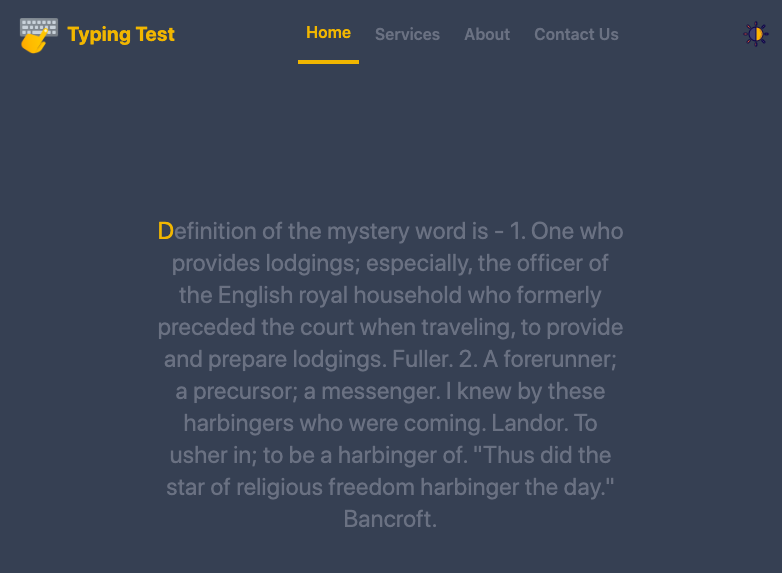 Typing Test
Home
Services
About
Contact Us
Definition of the mystery word is - 1. One who
provides lodgings; especially, the officer of
the English royal household who formerly
preceded the court when traveling, to provide
and prepare lodgings. Fuller. 2. A forerunner;
a precursor; a messenger. I knew by these
harbingers who were coming. Landor. To
usher in; to be a harbinger of. "Thus did the
star of religious freedom harbinger the day."
Bancroft.